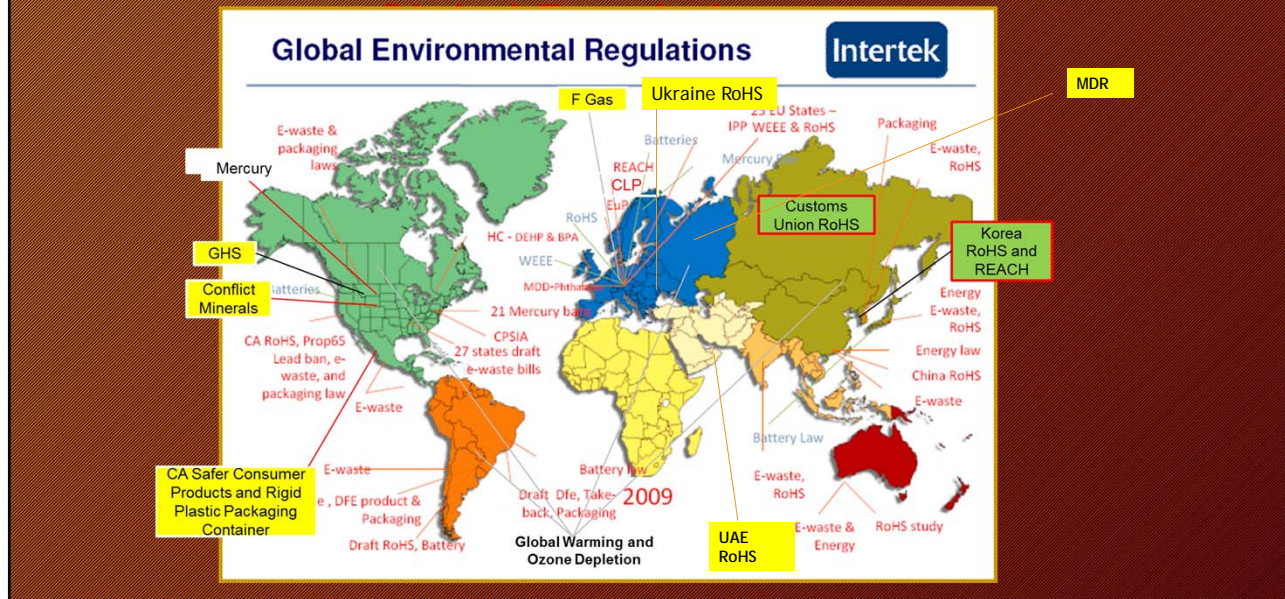 Global Environmental Regulations
Intertek
F Gas
Ukraine RoHS
MDR
E-waste &
packaging
laws
Mercury
GHS
Batteries
Conflict
Minerals
CA RoHS, Prop65
Lead ban, e-
waste, and
packaging law
E-waste
CA Safer Consumer
Products and Rigid
Plastic Packaging
Container
HC - DEHP & BPA
21 Mercury bans
CPSIA
27 states draft
e-waste bills
E-waste
, DFE product &
Packaging
Draft RoHS, Battery
Draft Dfe, Take-
back, Packaging
Battery law
2009
Global Warming and
Ozone Depletion
25 EU States –
IPP WEEE & RoHS
Batteries
Mercury
REACH
CLP
EuP
RoHS
WEEE
MDD-Phthal
Packaging
E-waste,
RoHS
Customs
Union RoHS
Korea
RoHS and
REACH
Energy
E-waste,
RoHS
Energy law
China RoHS
E-waste
Battery Law
E-waste,
RoHS
UAE
RoHS
E-waste &
Energy
RoHS study